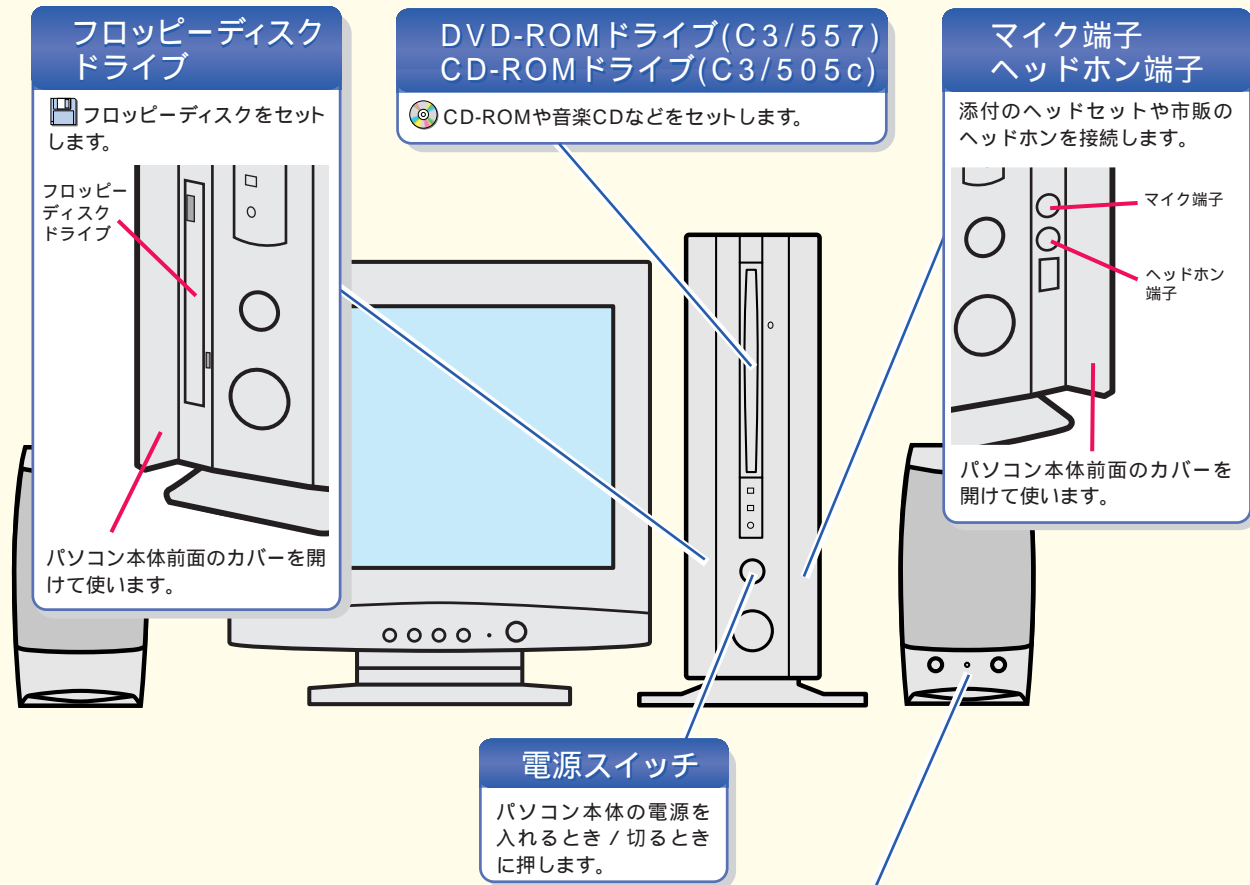 フロッピーディスク
ドライブ
フロッピーディスクをセット
します。
フロッピー
ディスク
ドライブ
パソコン本体前面のカバーを開
けて使います。
DVD-ROMドライブ(C3/557)
CD-ROMドライブ(C3/505c)
CD-ROMや音楽CDなどをセットします。
マイク端子
ヘッドホン端子
添付のヘッドセットや市販の
ヘッドホンを接続します。
マイク端子
ヘッドホン
端子
パソコン本体前面のカバーを
開けて使います。
電源スイッチ
パソコン本体の電源を
入れるとき / 切るとき
に押します。